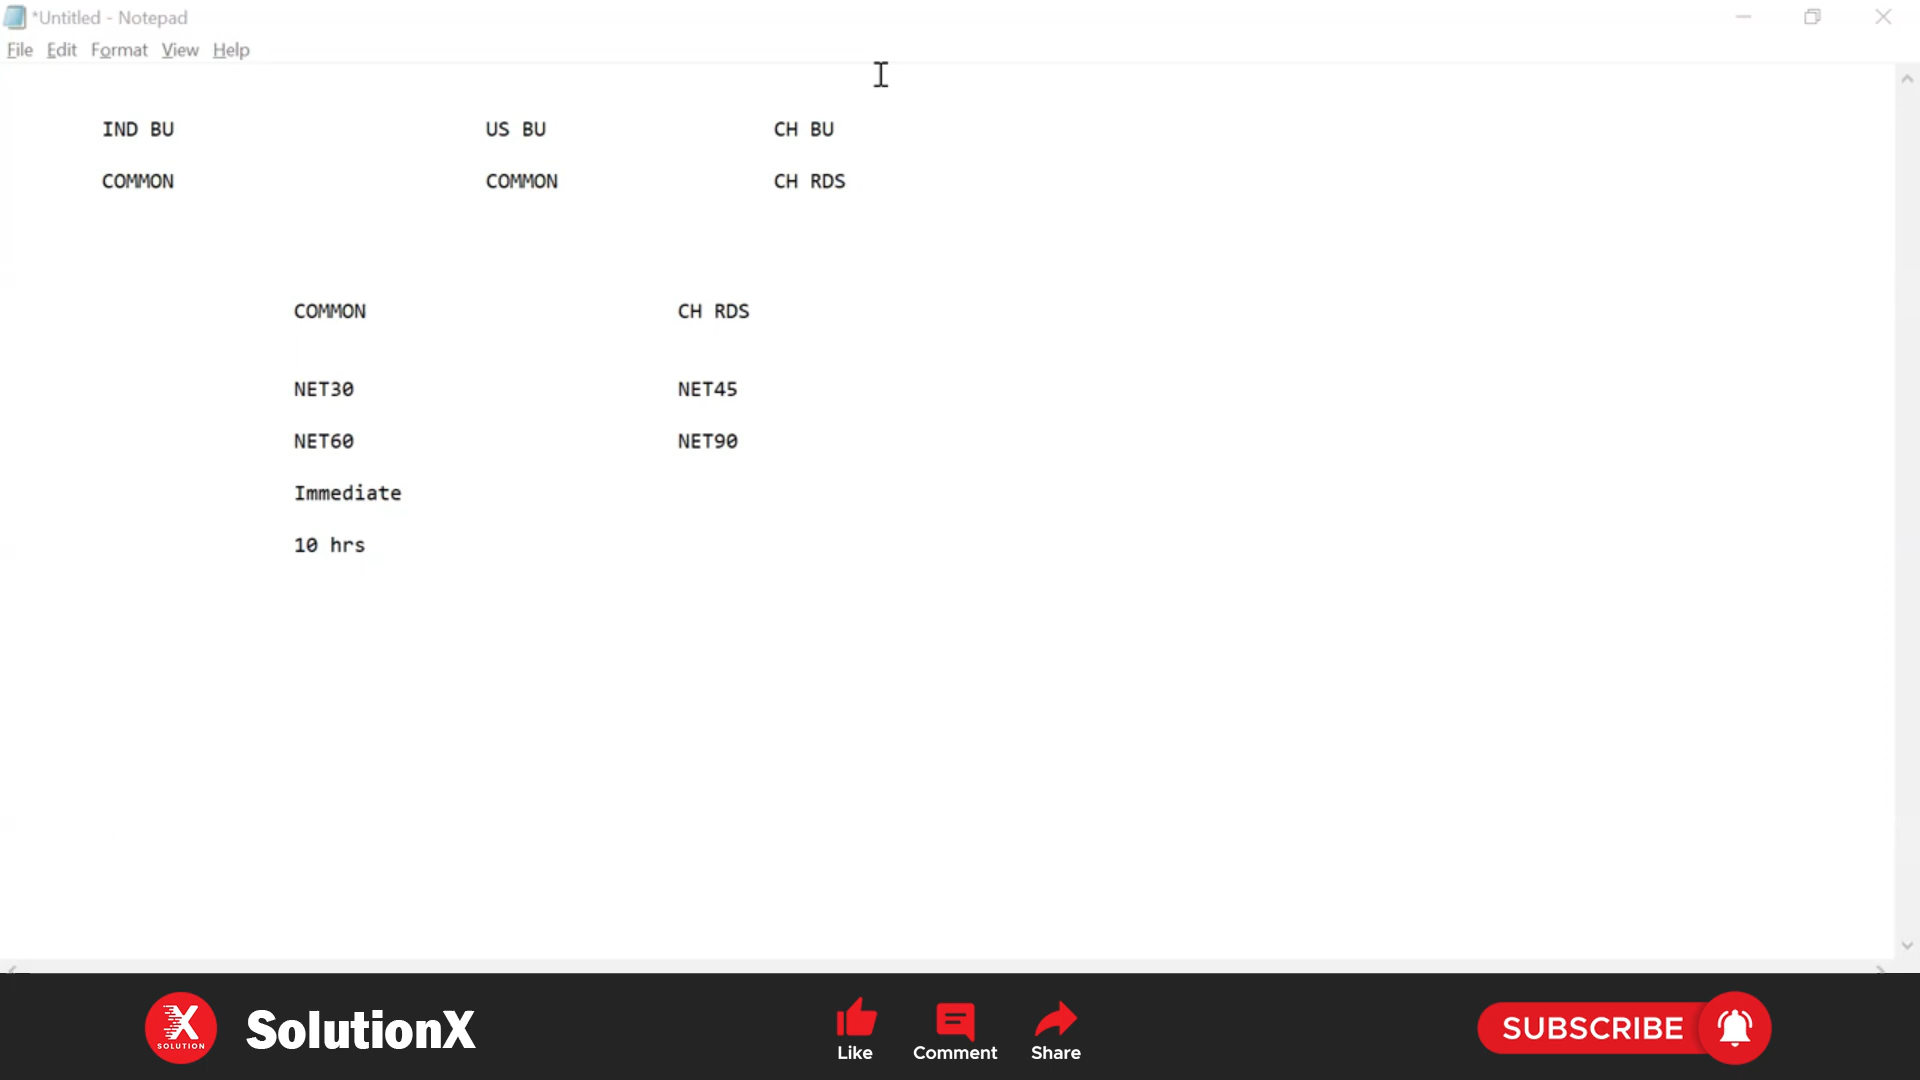 *Untitled - Notepad
File Edit Format View Help
IND BU US BU CH BU
COMMON COMMON CH RDS
COMMON CH RDS
NET30 NET45
NET60 NET90
Immediate
10 hrs
X SOLUTION SolutionX Like Comment Share SUBSCRIBE